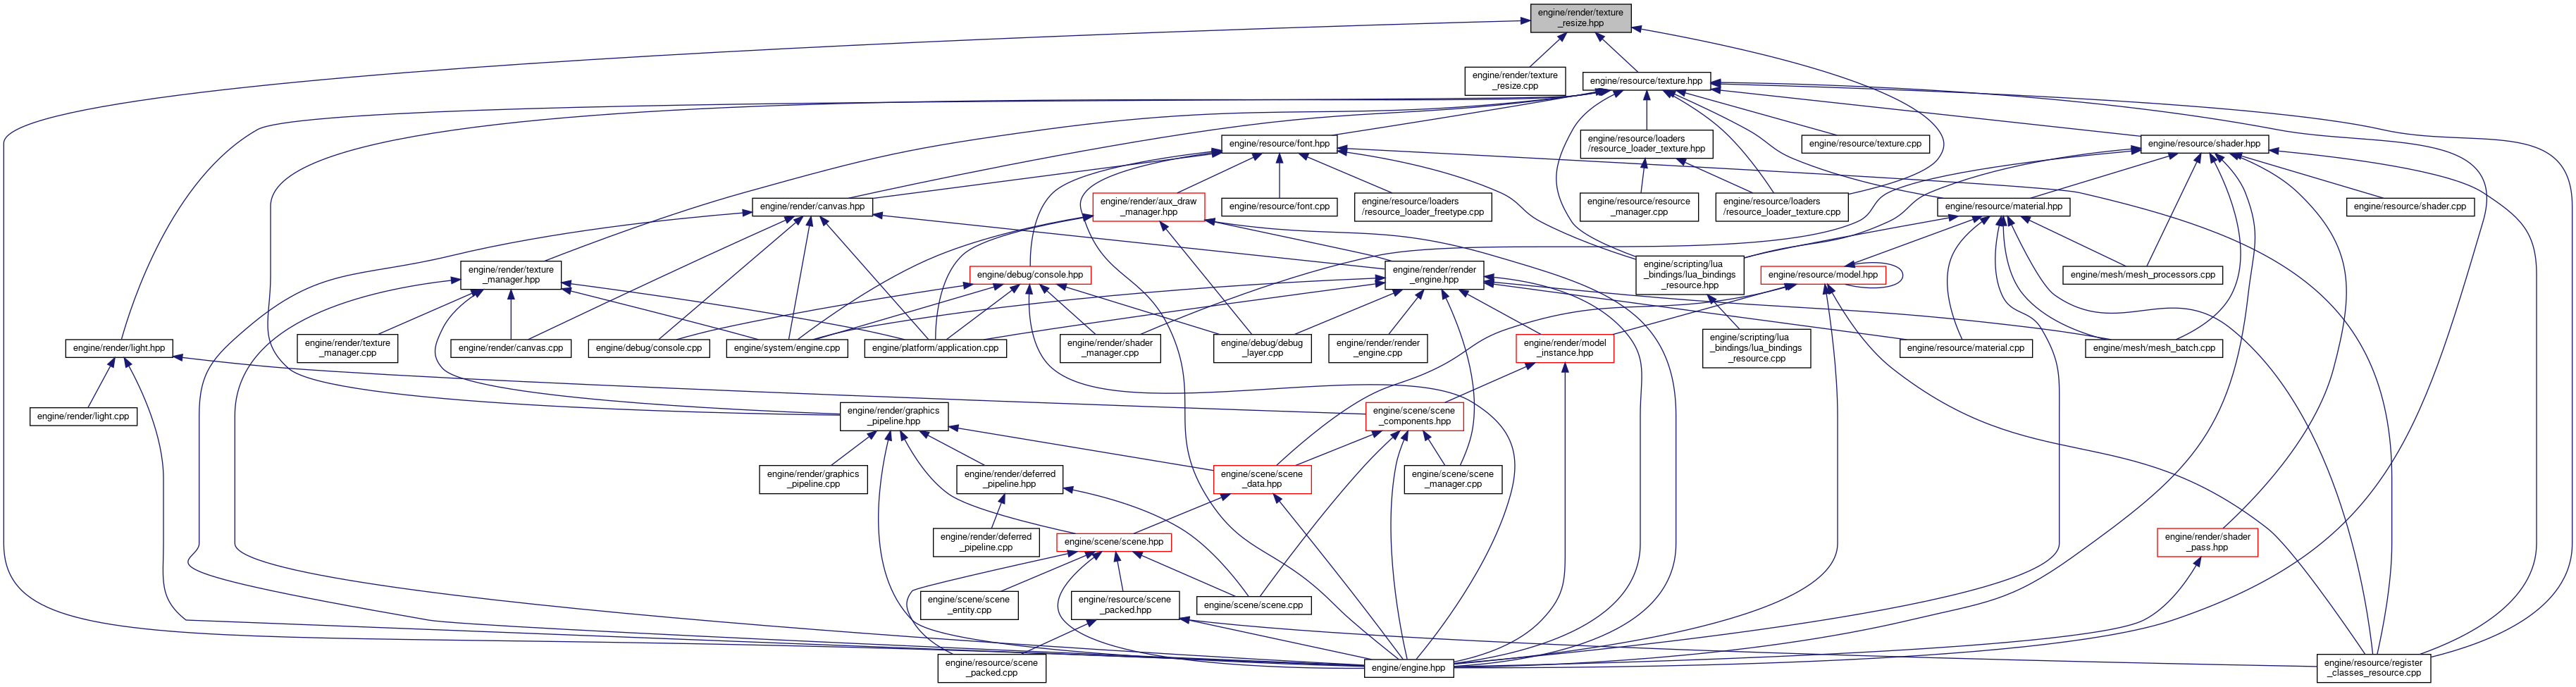 engine/render/texture
_resize.hpp
engine/render/texture
_resize.cpp
engine/resource/texture.hpp
engine/resource/font.hpp
engine/resource/loaders
/resource_loader_texture.hpp
engine/resource/texture.cpp
engine/resource/shader.hpp
engine/render/canvas.hpp
engine/render/aux_draw
_manager.hpp
engine/resource/font.cpp
engine/resource/loaders
/resource_loader_freetype.cpp
engine/resource/resource
_manager.cpp
engine/resource/loaders
/resource_loader_texture.cpp
engine/resource/material.hpp
engine/resource/shader.cpp
engine/render/texture
_manager.hpp
engine/debug/console.hpp
engine/render/render
_engine.hpp
engine/scripting/lua
_bindings/lua_bindings
_resource.hpp
engine/resource/model.hpp
engine/mesh/mesh_processors.cpp
engine/render/light.hpp
engine/render/texture
_manager.cpp
engine/render/canvas.cpp
engine/debug/console.cpp
engine/system/engine.cpp
engine/platform/application.cpp
engine/render/shader
_manager.cpp
engine/debug/debug
_layer.cpp
engine/render/render
_engine.cpp
engine/render/model
_instance.hpp
engine/scripting/lua
_bindings/lua_bindings
_resource.cpp
engine/resource/material.cpp
engine/mesh/mesh_batch.cpp
engine/render/light.cpp
engine/render/graphics
_pipeline.hpp
engine/scene/scene
_components.hpp
engine/render/graphics
_pipeline.cpp
engine/render/deferred
_pipeline.hpp
engine/scene/scene
_data.hpp
engine/scene/scene
_manager.cpp
engine/render/deferred
_pipeline.cpp
engine/scene/scene.hpp
engine/render/shader
_pass.hpp
engine/scene/scene
_entity.cpp
engine/resource/scene
_packed.hpp
engine/scene/scene.cpp
engine/resource/scene
_packed.cpp
engine/engine.hpp
engine/resource/register
_classes_resource.cpp